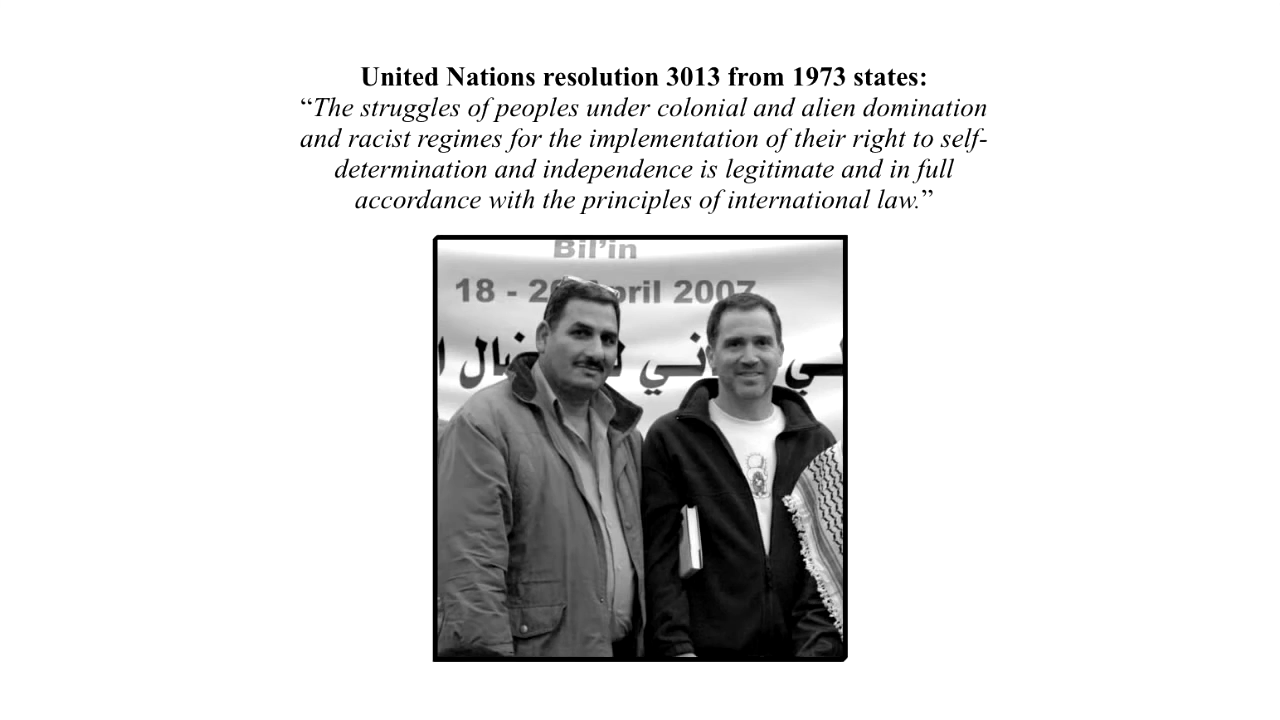 United Nations resolution 3013 from 1973 states:
“The struggles of peoples under colonial and alien domination
and racist regimes for the implementation of their right to self-
determination and independence is legitimate and in full
accordance with the principles of international law.”
Bil’in
18 - 2 April 2007